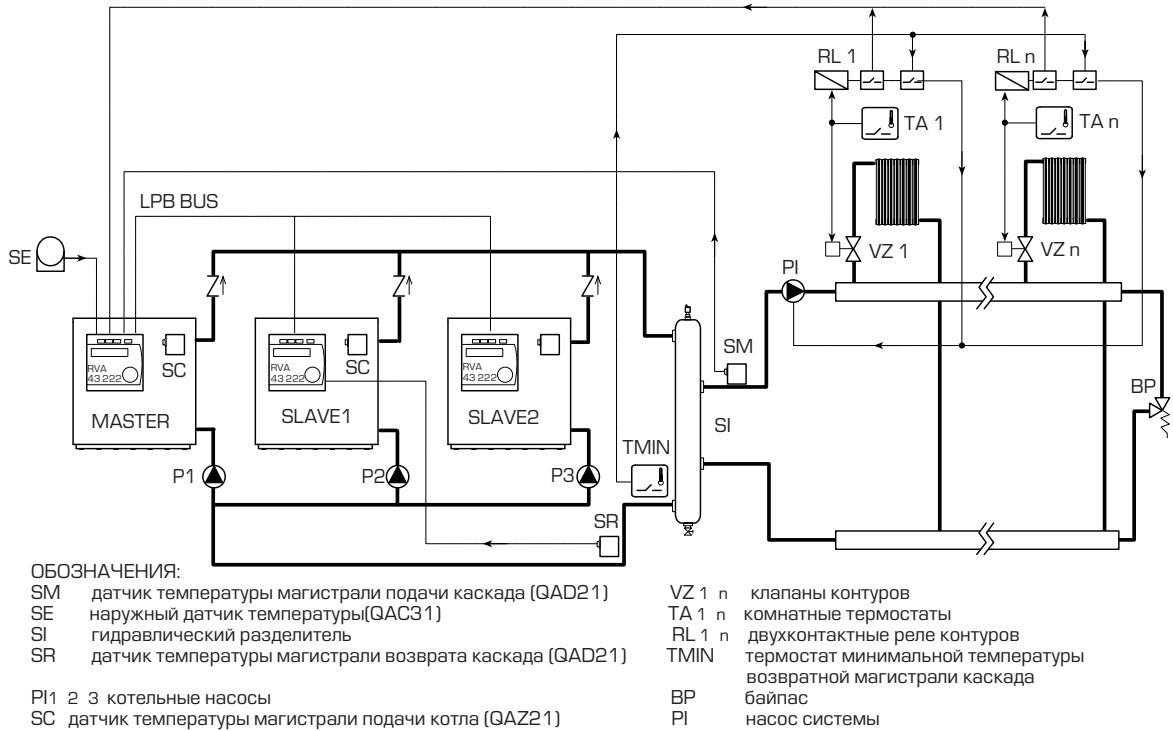 RL 1
RL n
TA 1
TA n
LPB BUS
SE
VZ 1
VZ n
PI
SM
BP
RVA
43 222
SC
MASTER
RVA
43 222
SC
SLAVE1
RVA
43 222
SLAVE2
SI
TMIN
P1
P2
P3
SR
ОБОЗНАЧЕНИЯ:
SM датчик температуры магистрали подачи каскада (QAD21)
SE наружный датчик температуры(QAC31)
SI гидравлический разделитель
SR датчик температуры магистрали возврата каскада (QAD21)
PI1 2 3 котельные насосы
SC датчик температуры магистрали подачи котла (QAZ21)
VZ 1 n клапаны контуров
TA 1 n комнатные термостаты
RL 1 n двухконтактные реле контуров
TMIN термостат минимальной температуры
возвратной магистрали каскада
BP байпас
PI насос системы